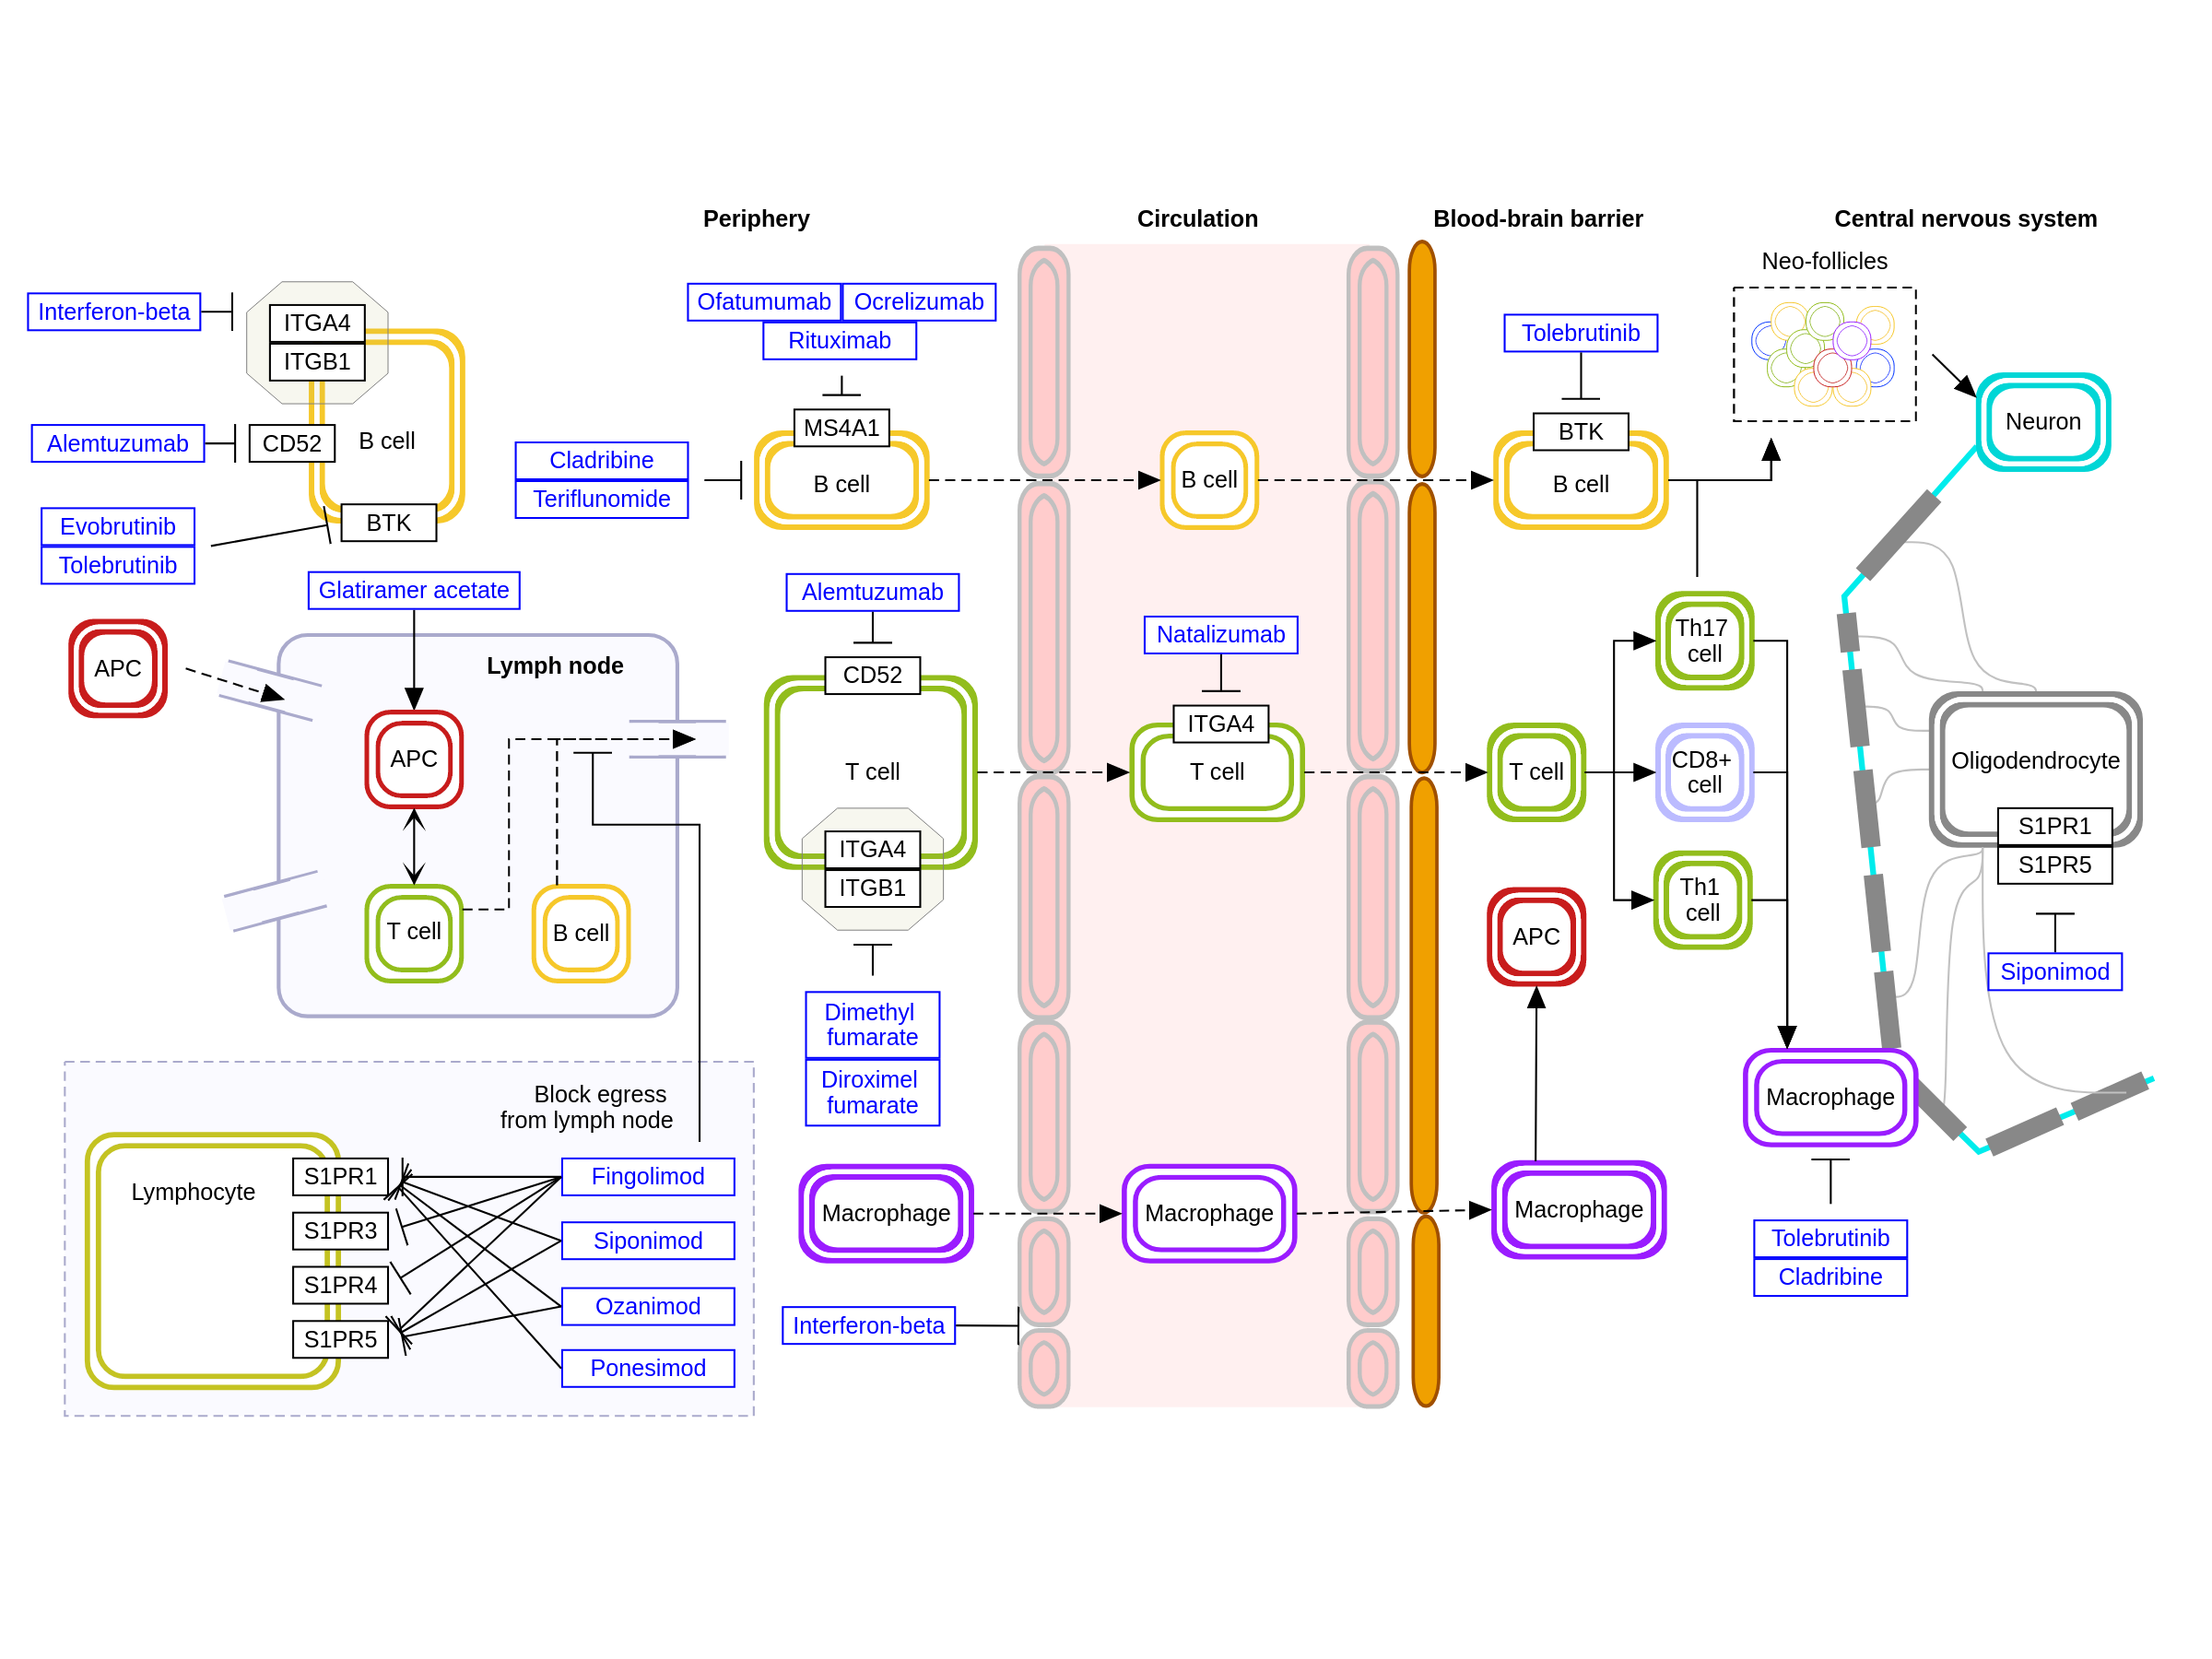 Periphery
Circulation
Blood-brain barrier
Central nervous system
Neo-follicles
Interferon-beta
ITGA4
ITGB1
Alemtuzumab
CD52
B cell
Evobrutinib
Tolebrutinib
BTK
Ofatumumab
Ocrelizumab
Rituximab
MS4A1
B cell
Cladribine
Teriflunomide
B cell
Tolebrutinib
BTK
B cell
Neuron
Glatiramer acetate
APC
Lymph node
APC
T cell
B cell
Alemtuzumab
CD52
T cell
ITGA4
ITGB1
Dimethyl
fumarate
Diroximel
fumarate
Natalizumab
ITGA4
T cell
T cell
Th17
cell
CD8+
cell
Th1
cell
APC
Oligodendrocyte
S1PR1
S1PR5
Siponimod
Block egress
from lymph node
Lymphocyte
S1PR1
S1PR3
S1PR4
S1PR5
Fingolimod
Siponimod
Ozanimod
Ponesimod
Macrophage
Macrophage
Macrophage
Macrophage
Interferon-beta
Tolebrutinib
Cladribine